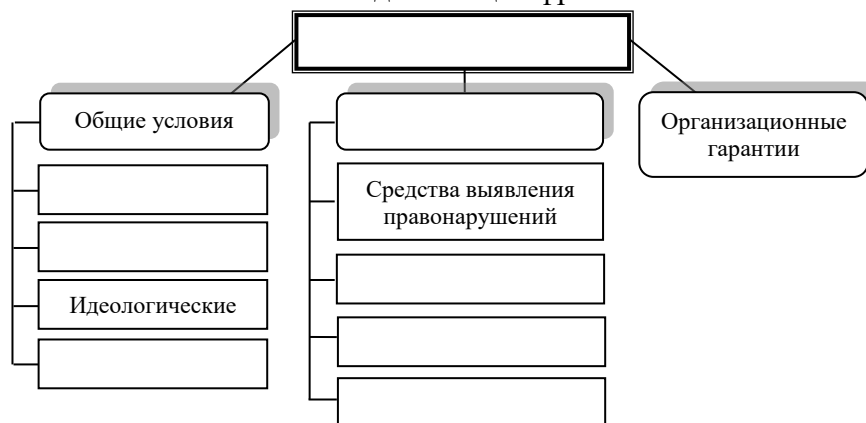 Общие условия
Организационные
гарантии
Средства выявления
правонарушений
Идеологические